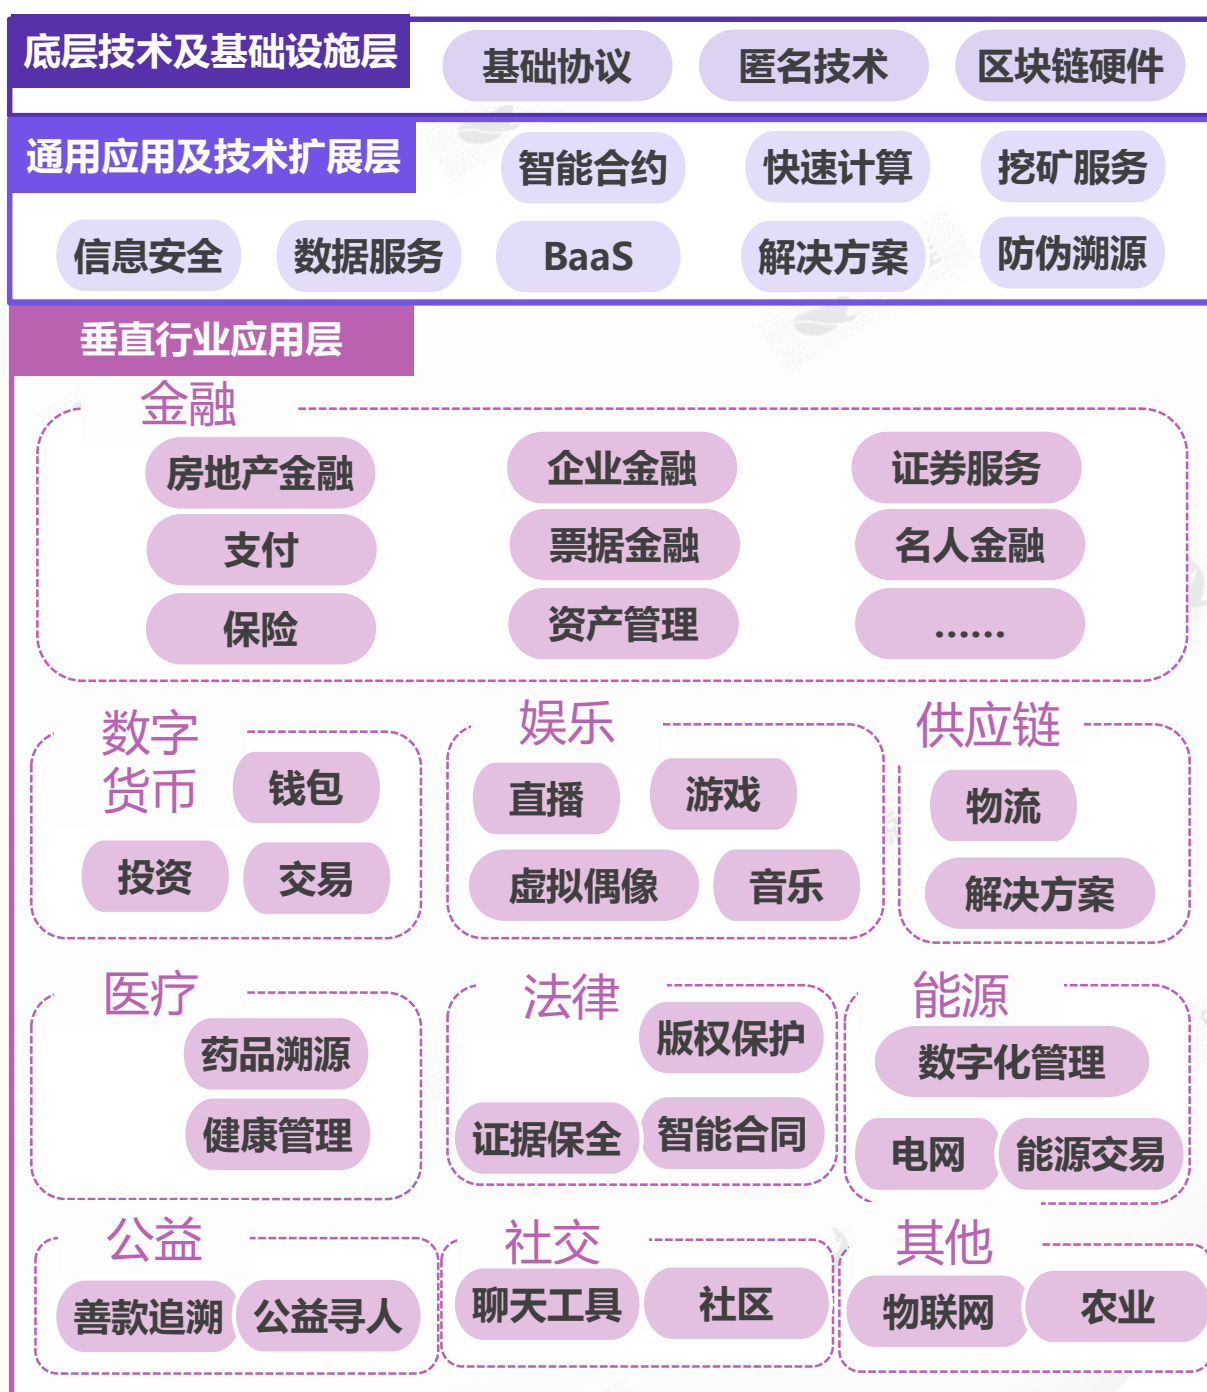 底层技术及基础设施层
基础协议 匿名技术 区块链硬件
通用应用及技术扩展层
智能合约 快速计算 挖矿服务
信息安全 数据服务 BaaS 解决方案 防伪溯源
垂直行业应用层
金融
房地产金融 企业金融 证券服务
支付 票据金融 名人金融
保险 资产管理 ……
数字
货币
钱包
投资 交易
娱乐
直播 游戏
虚拟偶像 音乐
供应链
物流
解决方案
医疗
药品溯源
健康管理
法律
版权保护
证据保全 智能合同
能源
数字化管理
电网 能源交易
公益
善款追溯 公益寻人
社交
聊天工具 社区
其他
物联网 农业